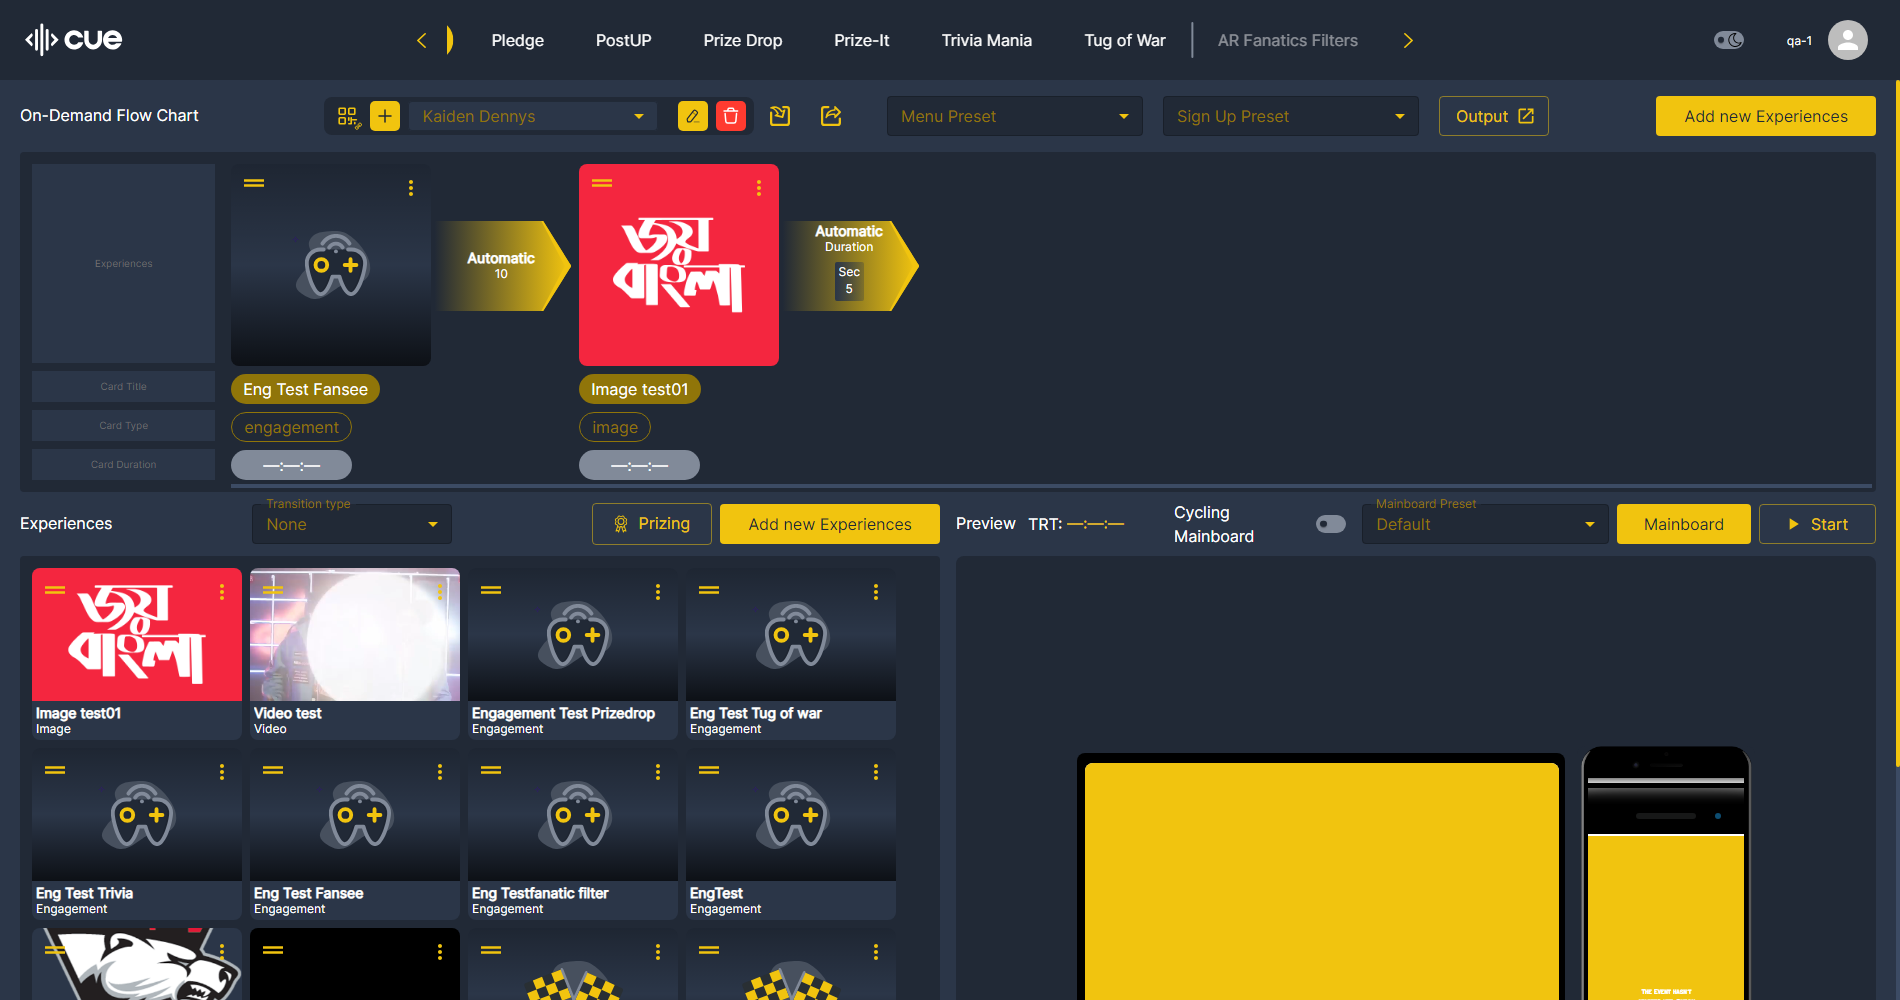 cue
Pledge
PostUP
Prize Drop
Prize-It
Trivia Mania
Tug of War
AR Fanatics Filters
qa-1
On-Demand Flow Chart
Kaiden Dennys
Menu Preset
Sign Up Preset
Output
Add new Experiences
Experiences
Automatic
10
জয়
বাংলা
Automatic
Duration
Sec
5
Card Title
Eng Test Fansee
Image test01
Card Type
engagement
image
Card Duration
—:—:—
—:—:—
Experiences
Transition type
None
Prizing
Add new Experiences
Preview
TRT: —:—:—
Cycling
Mainboard
Mainboard Preset
Default
Mainboard
Start
জয়
বাংলা
Image test01
Image
Video test
Video
Engagement Test Prizedrop
Engagement
Eng Test Tug of war
Engagement
Eng Test Trivia
Engagement
Eng Test Fansee
Engagement
Eng Testfanatic filter
Engagement
EngTest
Engagement
THE EVENT HASN'T